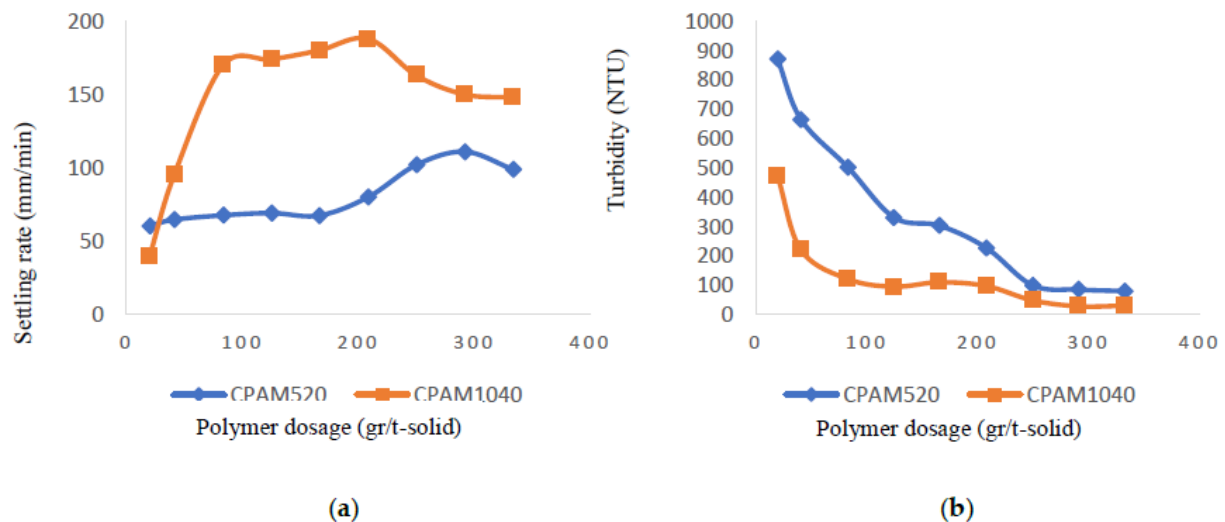 200
150
100
50
0
Settling rate (mm/min)
0 100 200 300 400
CPAM520 CPAM1040
Polymer dosage (gr/t-solid)
(a)
1000
900
800
700
600
500
400
300
200
100
0
Turbidity (NTU)
0 100 200 300 400
CPAM520 CPAM1040
Polymer dosage (gr/t-solid)
(b)